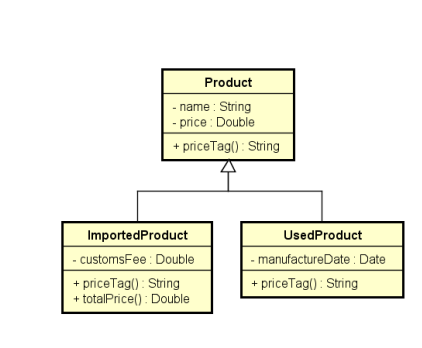 Product
- name : String
- price : Double
+ priceTag() : String
ImportedProduct
- customsFee : Double
+ priceTag() : String
+ totalPrice() : Double
UsedProduct
- manufactureDate : Date
+ priceTag() : String